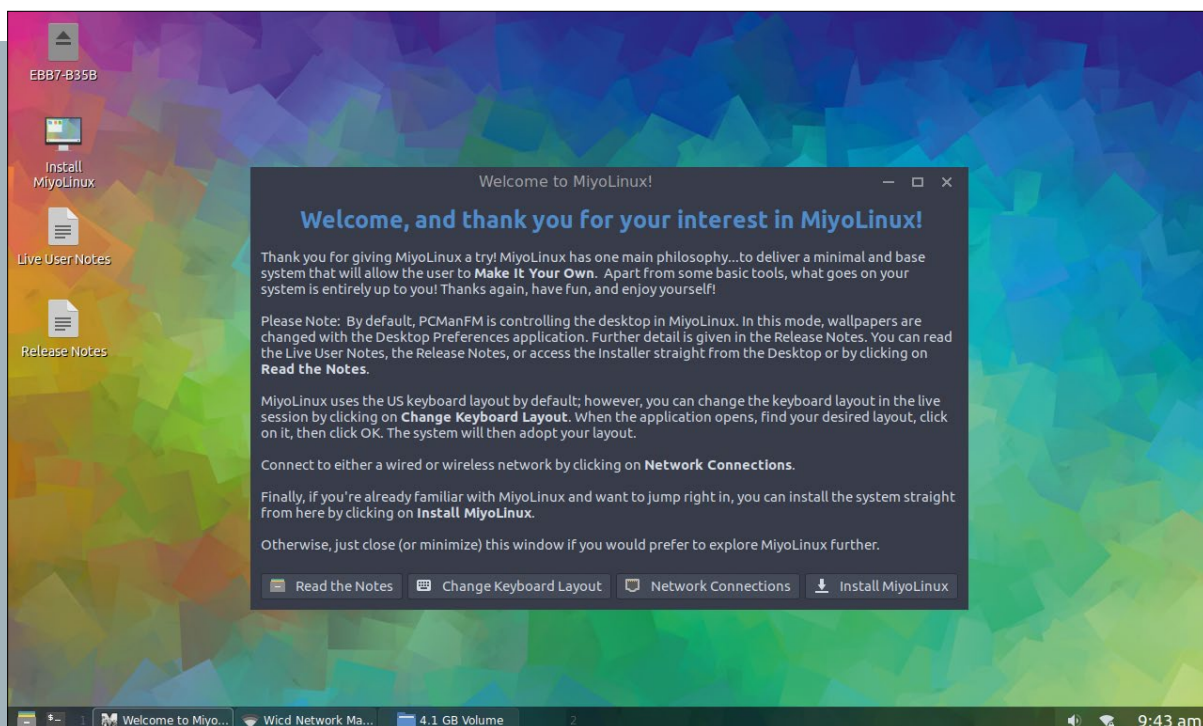 EBB7-B35B
Install
MiyoLinux
Live User Notes
Release Notes
Welcome to MiyoLinux!
Welcome, and thank you for your interest in MiyoLinux!
Thank you for giving MiyoLinux a try! MiyoLinux has one main philosophy...to deliver a minimal and base
system that will allow the user to Make It Your Own. Apart from some basic tools, what goes on your
system is entirely up to you! Thanks again, have fun, and enjoy yourself!
Please Note: By default, PCManFM is controlling the desktop in MiyoLinux. In this mode, wallpapers are
changed with the Desktop Preferences application. Further detail is given in the Release Notes. You can read
the Live User Notes, the Release Notes, or access the Installer straight from the Desktop or by clicking on
Read the Notes.
MiyoLinux uses the US keyboard layout by default; however, you can change the keyboard layout in the live
session by clicking on Change Keyboard Layout. When the application opens, find your desired layout, click
on it, then click OK. The system will then adopt your layout.
Connect to either a wired or wireless network by clicking on Network Connections.
Finally, if you're already familiar with MiyoLinux and want to jump right in, you can install the system straight
from here by clicking on Install MiyoLinux.
Otherwise, just close (or minimize) this window if you would prefer to explore MiyoLinux further.
Read the Notes Change Keyboard Layout Network Connections Install MiyoLinux
$_ 1 Welcome to Miyo... Wicd Network Ma... 4.1 GB Volume 2 9:43 am